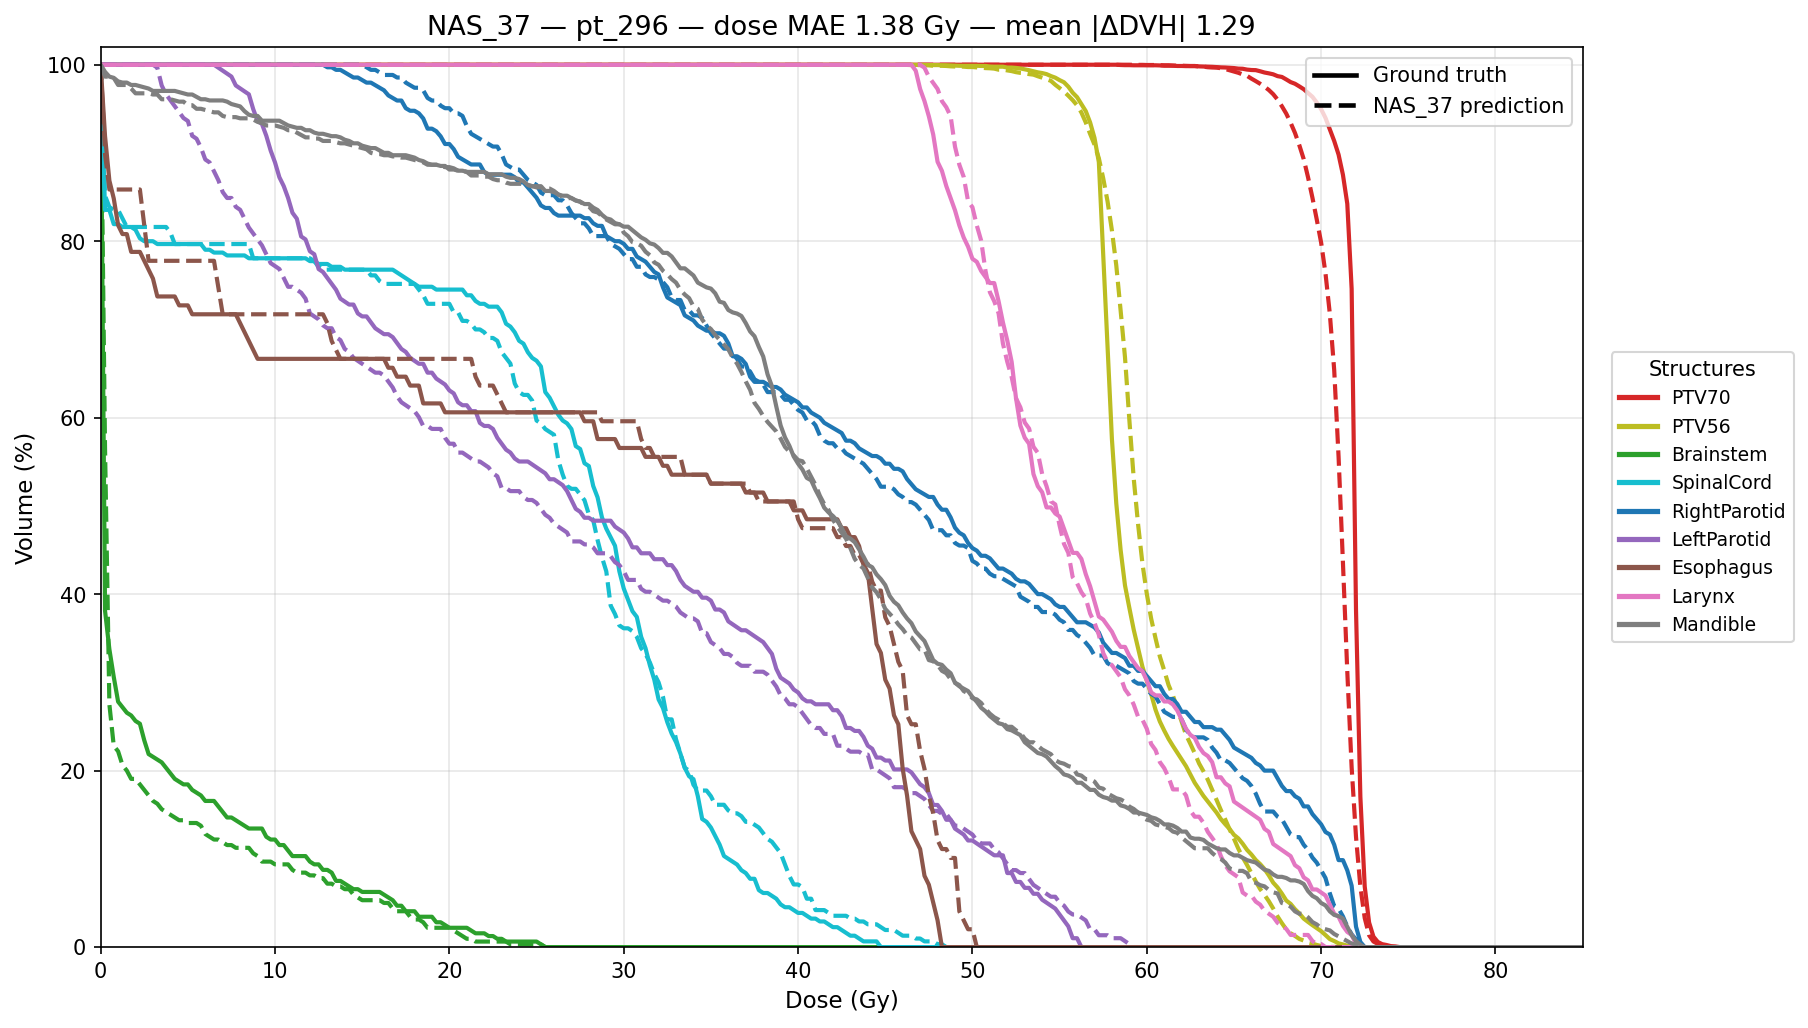 NAS_37 — pt_296 — dose MAE 1.38 Gy — mean |ΔDVH| 1.29
Ground truth
NAS_37 prediction
Volume (%)
100
80
60
40
20
0
0 10 20 30 40 50 60 70 80
Dose (Gy)
Structures
PTV70
PTV56
Brainstem
SpinalCord
RightParotid
LeftParotid
Esophagus
Larynx
Mandible